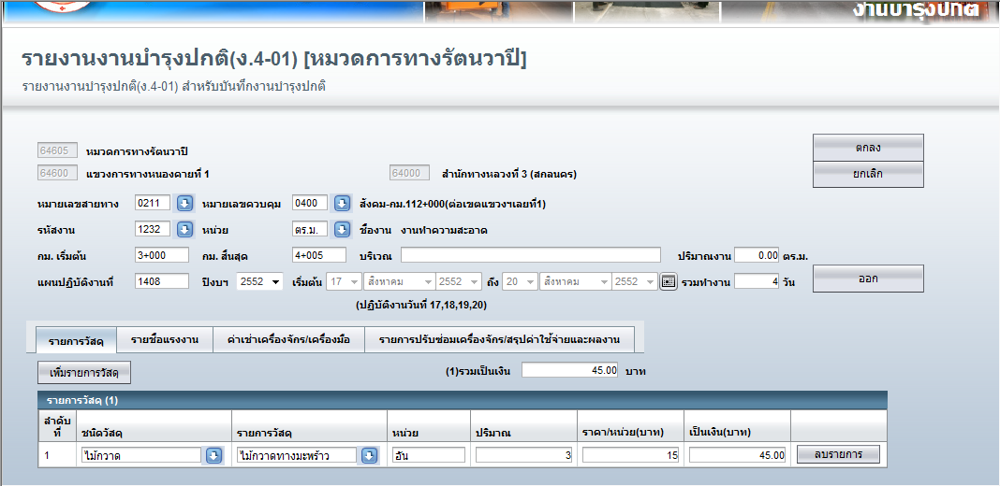 งานบำรุงปกติ
รายงานงานบำรุงปกติ(ง.4-01) [หมวดการทางรัตนวาปี]
รายงานงานบำรุงปกติ(ง.4-01) สำหรับบันทึกงานบำรุงปกติ
64605 หมวดการทางรัตนวาปี ตกลง
64600 แขวงการทางหนองคายที่ 1 64000 สำนักทางหลวงที่ 3 (สกลนคร) ยกเลิก
หมายเลขสายทาง 0211 หมายเลขควบคุม 0400 สังคม-กม.112+000(ต่อเขตแขวงฯเลยที่1)
รหัสงาน 1232 หน่วย ตร.ม. ชื่องาน งานทำความสะอาด
กม. เริ่มต้น 3+000 กม. สิ้นสุด 4+005 บริเวณ ปริมาณงาน 0.00 ตร.ม.
แผนปฏิบัติงานที่ 1408 ปีงบฯ 2552 เริ่มต้น 17 สิงหาคม 2552 ถึง 20 สิงหาคม 2552 รวมทำงาน 4 วัน ออก
(ปฏิบัติงานวันที่ 17,18,19,20)
รายการวัสดุ รายชื่อแรงงาน ค่าเช่าเครื่องจักร/เครื่องมือ รายการปรับซ่อมเครื่องจักร/สรุปค่าใช้จ่ายและผลงาน
เพิ่มรายการวัสดุ (1)รวมเป็นเงิน 45.00 บาท
รายการวัสดุ (1)
ลำดับที่ ชนิดวัสดุ รายการวัสดุ หน่วย ปริมาณ ราคา/หน่วย(บาท) เป็นเงิน(บาท)
1 ไม้กวาด ไม้กวาดทางมะพร้าว อัน 3 15 45.00 ลบรายการ